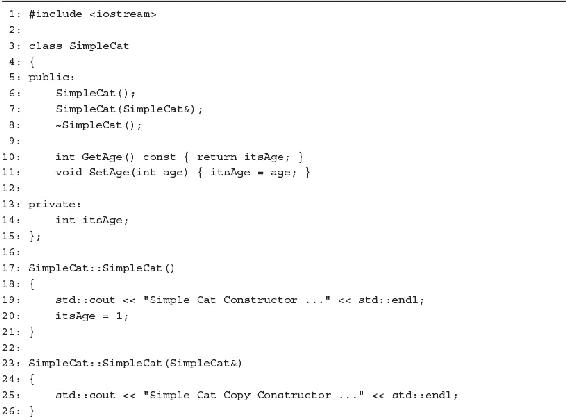 1: #include <iostream>
2:
3: class SimpleCat
4: {
5: public:
6:     SimpleCat();
7:     SimpleCat(SimpleCat&);
8:     ~SimpleCat();
9:
10:     int GetAge() const { return itsAge; }
11:     void SetAge(int age) { itsAge = age; }
12:
13: private:
14:     int itsAge;
15: };
16:
17: SimpleCat::SimpleCat()
18: {
19:     std::cout << "Simple Cat Constructor ..." << std::endl;
20:     itsAge = 1;
21: }
22:
23: SimpleCat::SimpleCat(SimpleCat&)
24: {
25:     std::cout << "Simple Cat Copy Constructor ..." << std::endl;
26: }